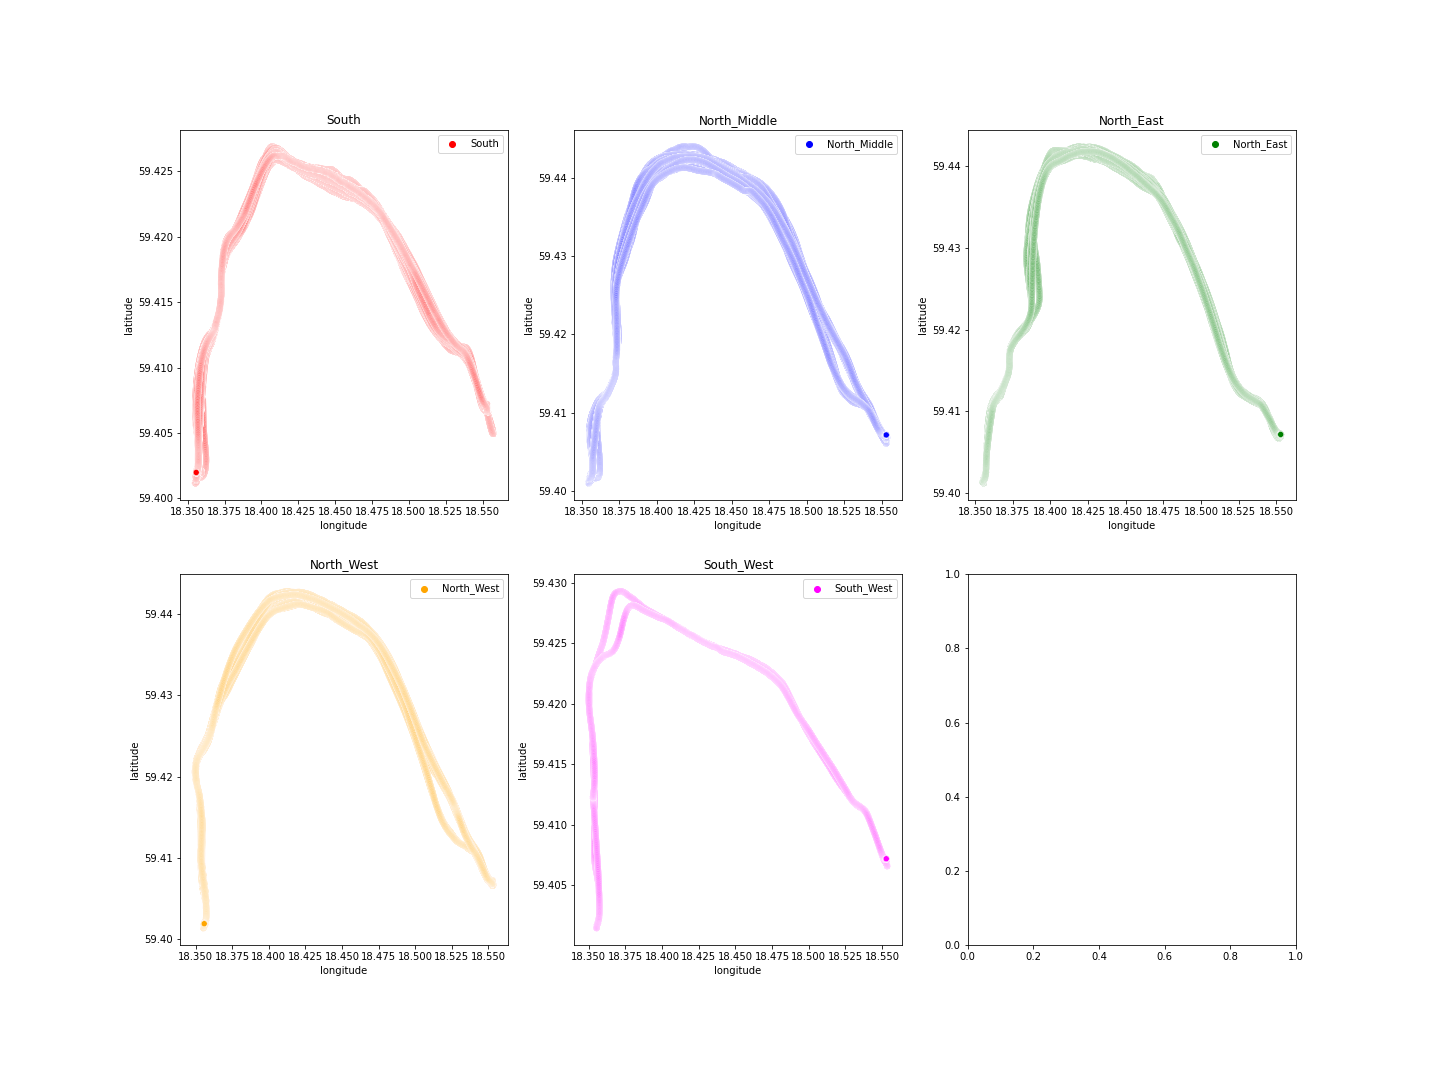 South
South
59.425
59.420
59.415
59.410
59.405
59.400
latitude
18.350 18.375 18.400 18.425 18.450 18.475 18.500 18.525 18.550
longitude
North_Middle
North_Middle
59.44
59.43
59.42
59.41
59.40
latitude
18.350 18.375 18.400 18.425 18.450 18.475 18.500 18.525 18.550
longitude
North_East
North_East
59.44
59.43
59.42
59.41
59.40
latitude
18.350 18.375 18.400 18.425 18.450 18.475 18.500 18.525 18.550
longitude
North_West
North_West
59.44
59.43
59.42
59.41
59.40
latitude
18.350 18.375 18.400 18.425 18.450 18.475 18.500 18.525 18.550
longitude
South_West
South_West
59.430
59.425
59.420
59.415
59.410
59.405
latitude
18.350 18.375 18.400 18.425 18.450 18.475 18.500 18.525 18.550
longitude
1.0
0.8
0.6
0.4
0.2
0.0
0.0 0.2 0.4 0.6 0.8 1.0